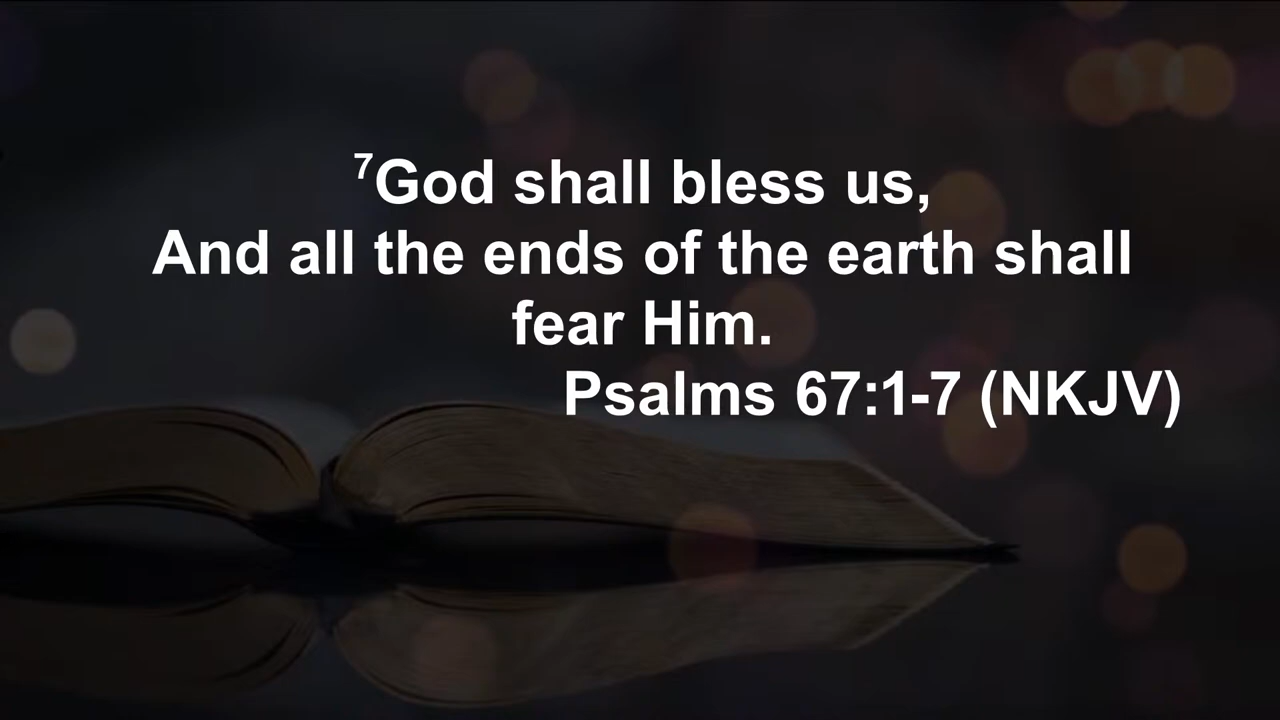 ⁷God shall bless us,
And all the ends of the earth shall
fear Him.
Psalms 67:1-7 (NKJV)